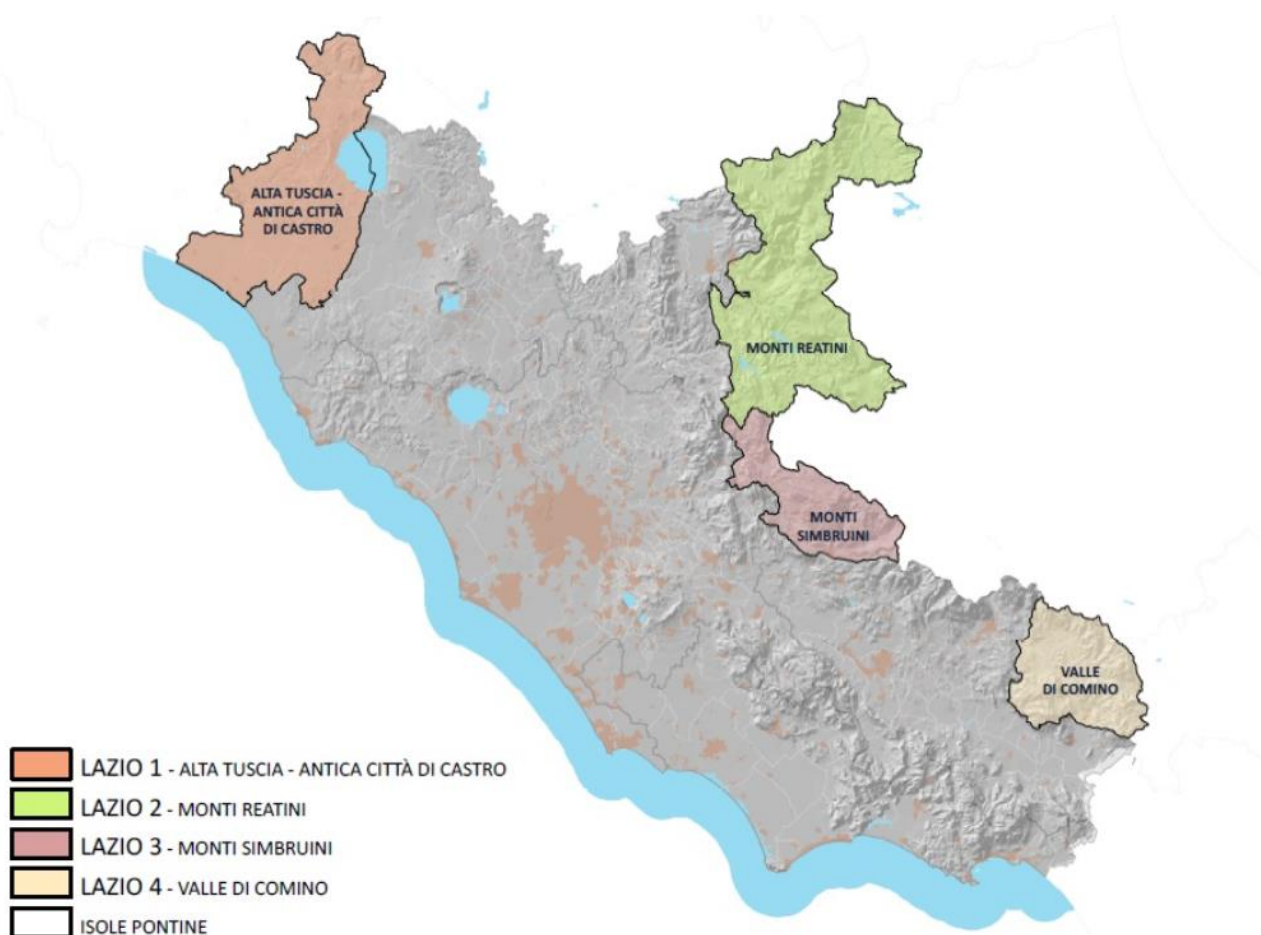 ALTA TUSCIA -
ANTICA CITTÀ
DI CASTRO
MONTI REATINI
MONTI
SIMBRUINI
VALLE
DI COMINO
LAZIO 1 - ALTA TUSCIA - ANTICA CITTÀ DI CASTRO
LAZIO 2 - MONTI REATINI
LAZIO 3 - MONTI SIMBRUINI
LAZIO 4 - VALLE DI COMINO
ISOLE PONTINE